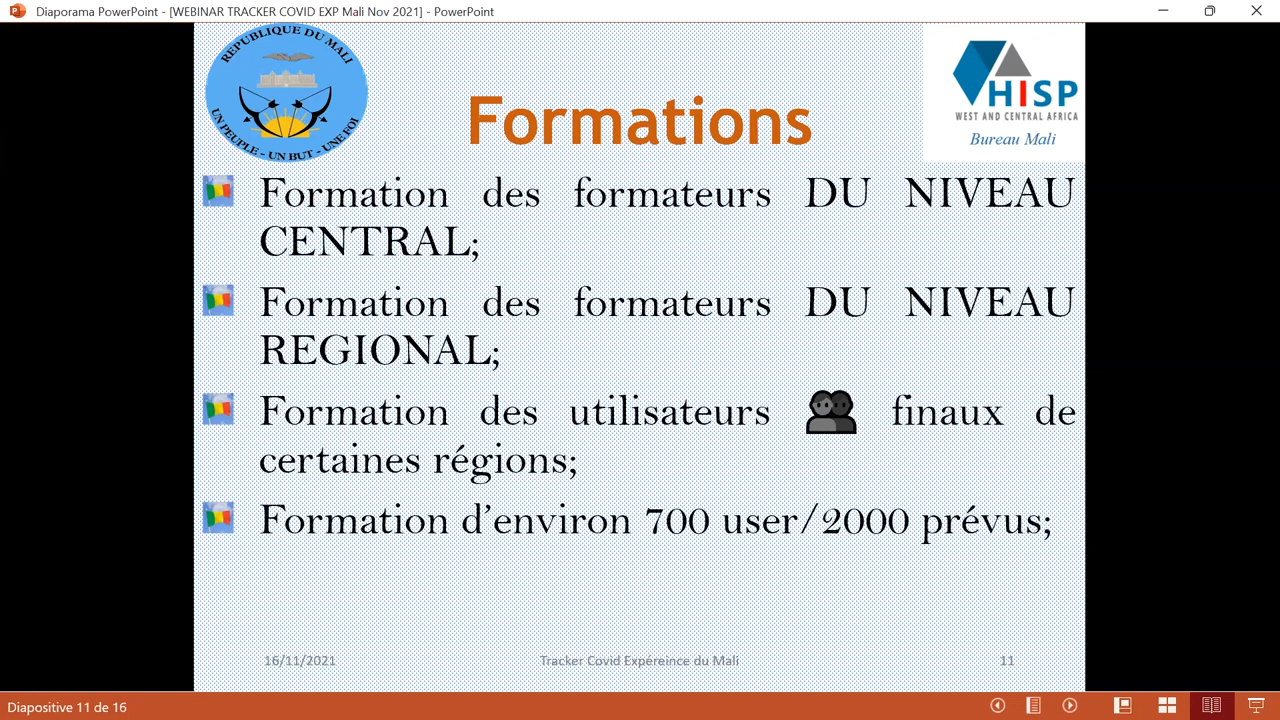 Diaporama PowerPoint - [WEBINAR TRACKER COVID EXP Mali Nov 2021] - PowerPoint
REPUBLIQUE DU MALI
UN PEUPLE - UN BUT - UNE FOI
HISP
WEST AND CENTRAL AFRICA
Bureau Mali
Formations
Formation des formateurs DU NIVEAU
CENTRAL;
Formation des formateurs DU NIVEAU
REGIONAL;
Formation des utilisateurs finaux de
certaines régions;
Formation d'environ 700 user/2000 prévus;
16/11/2021
Tracker Covid Expéreince du Mali
11
Diapositive 11 de 16